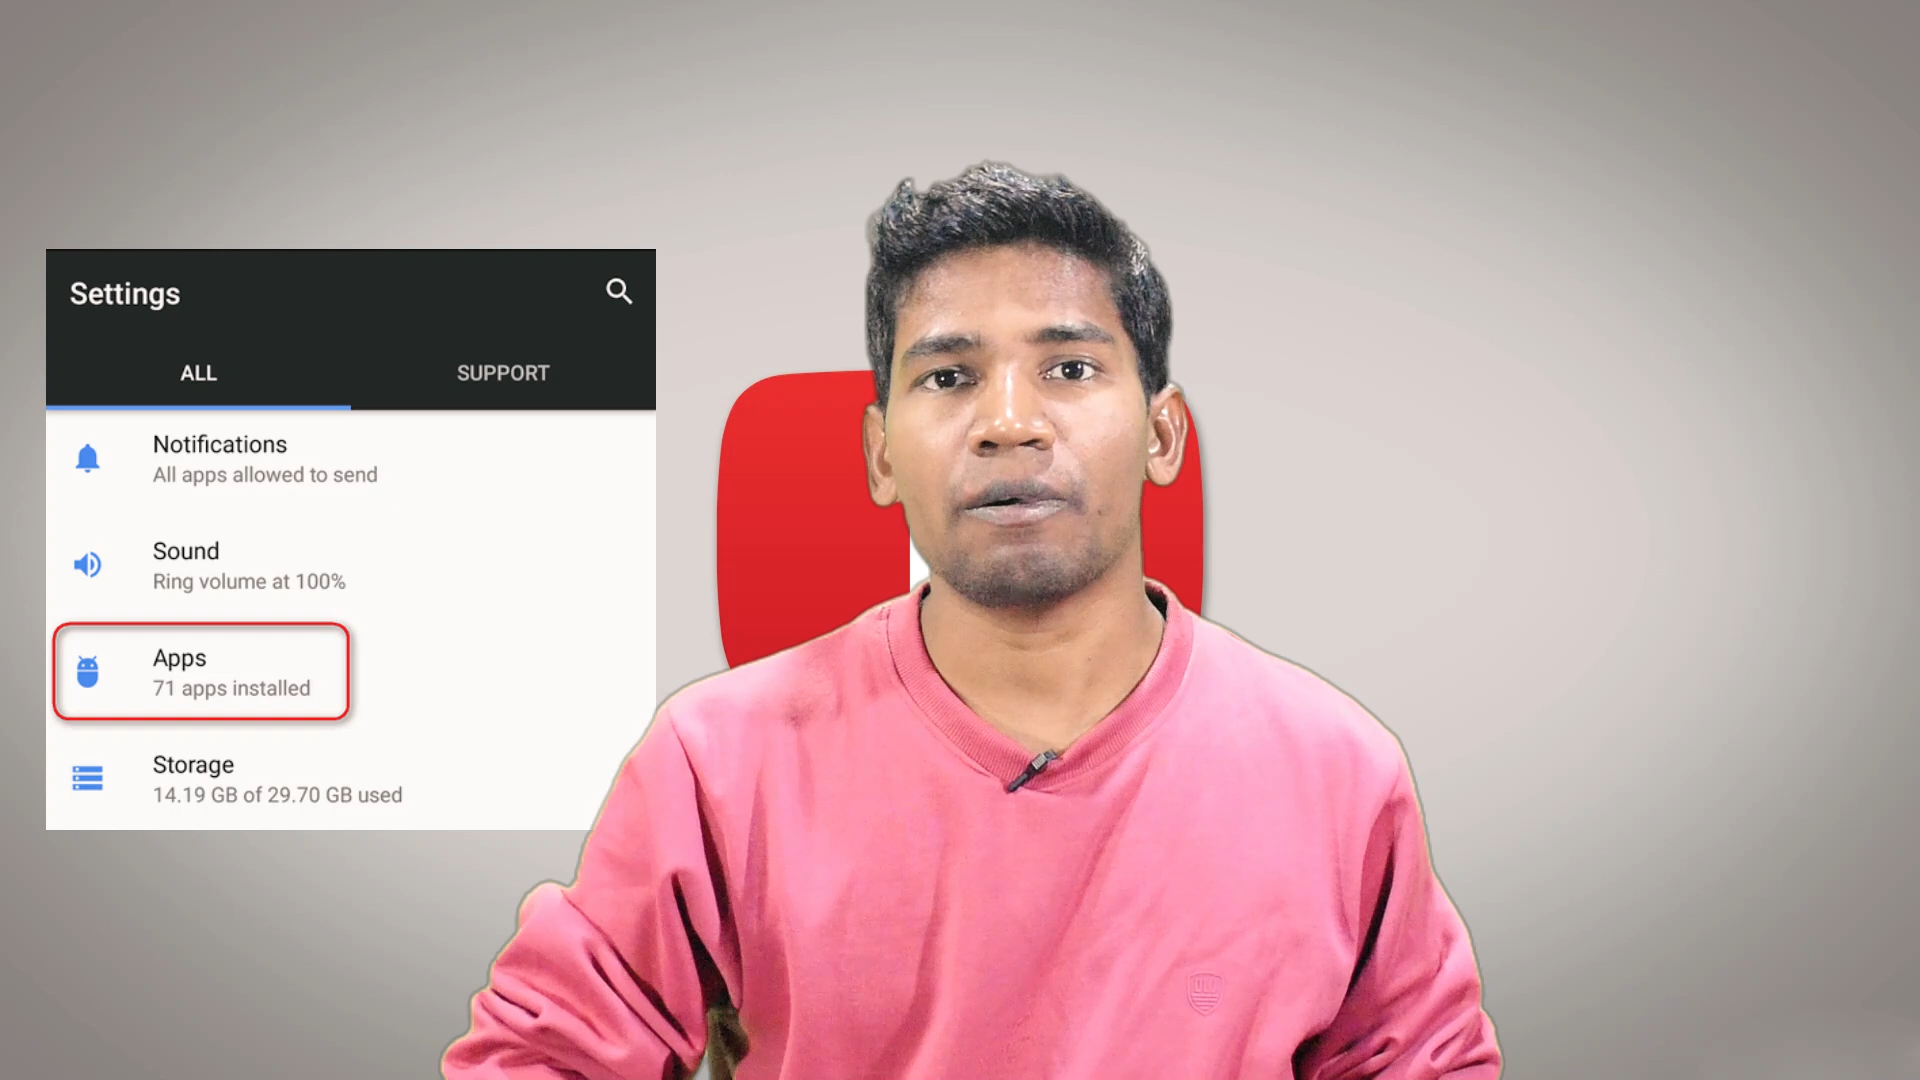 Settings
ALL
SUPPORT
Notifications
All apps allowed to send
Sound
Ring volume at 100%
Apps
71 apps installed
Storage
14.19 GB of 29.70 GB used